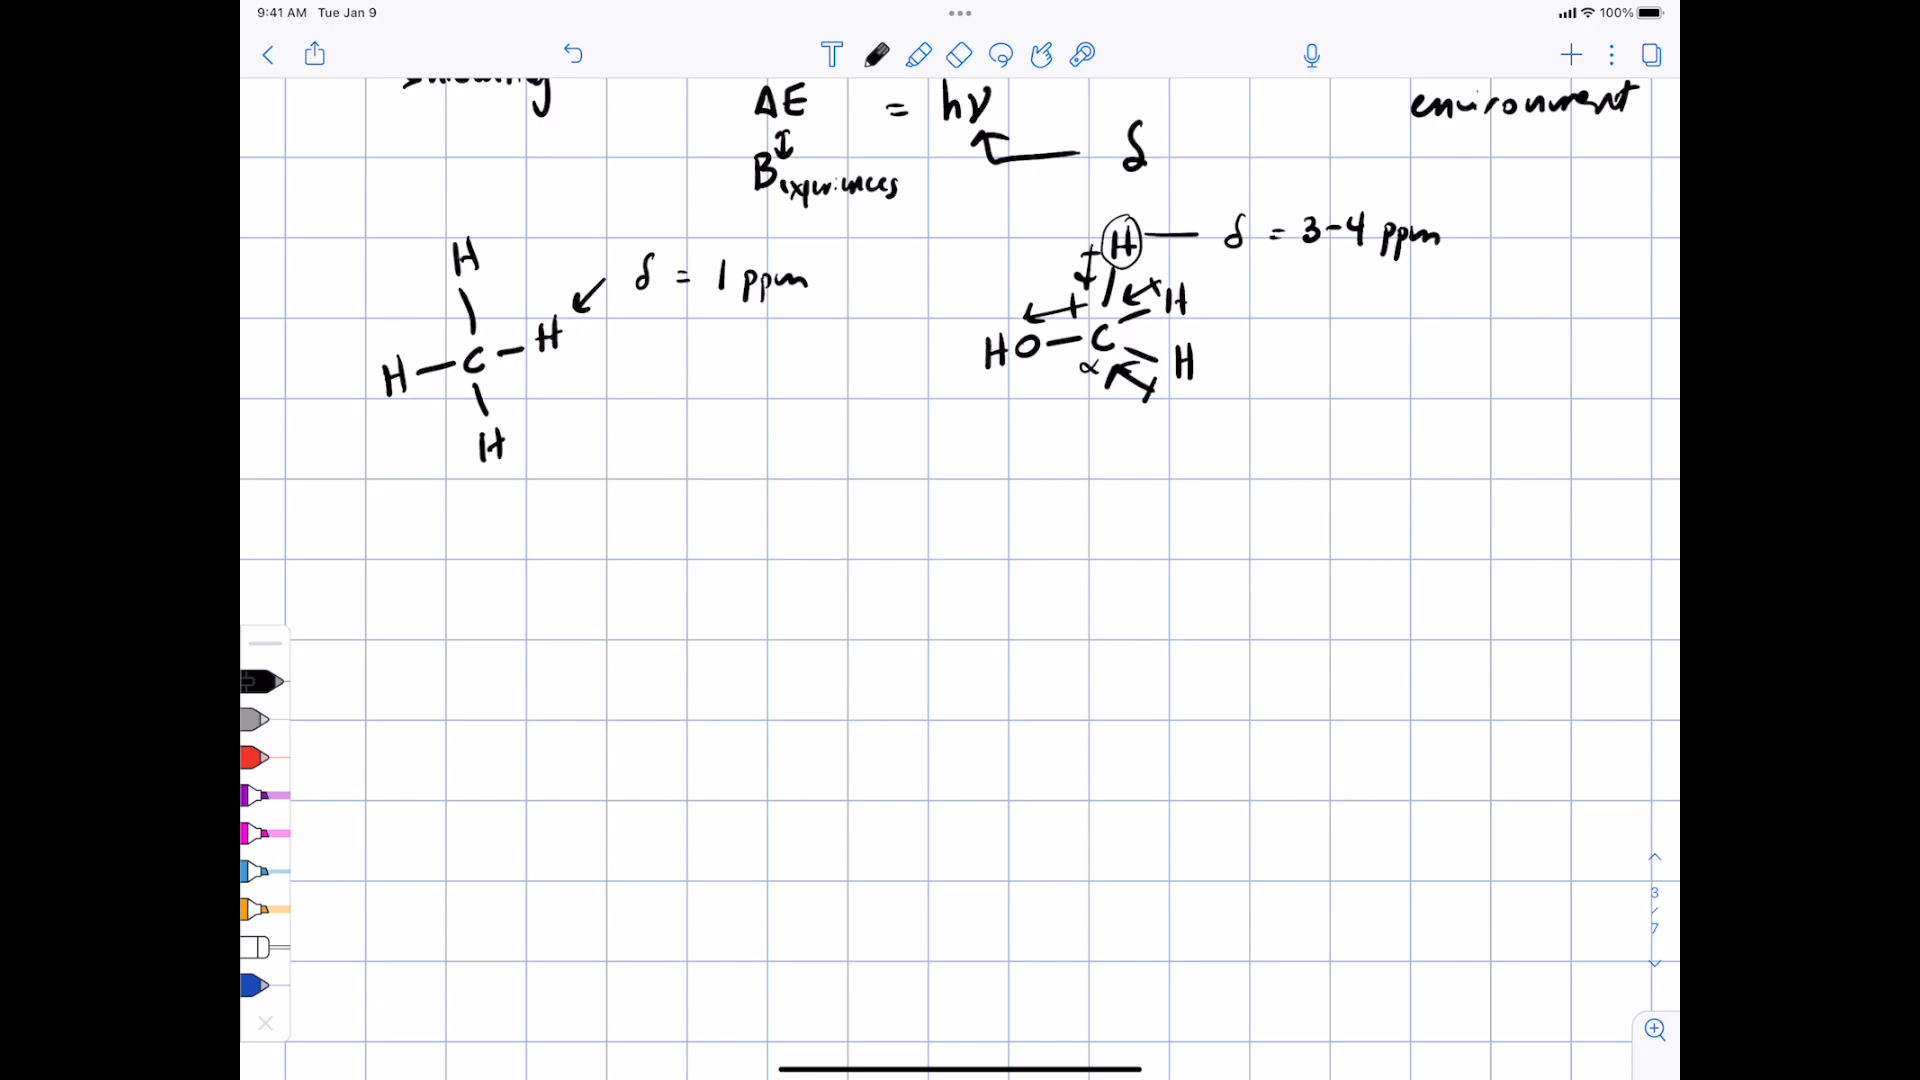 9:41 AM Tue Jan 9
100%
T
ΔE = hν
environment
δ
B experiences
H — δ = 3-4 ppm
H
δ = 1 ppm
H
H
HO - C
H - C - H
α
H
H
3
/
7